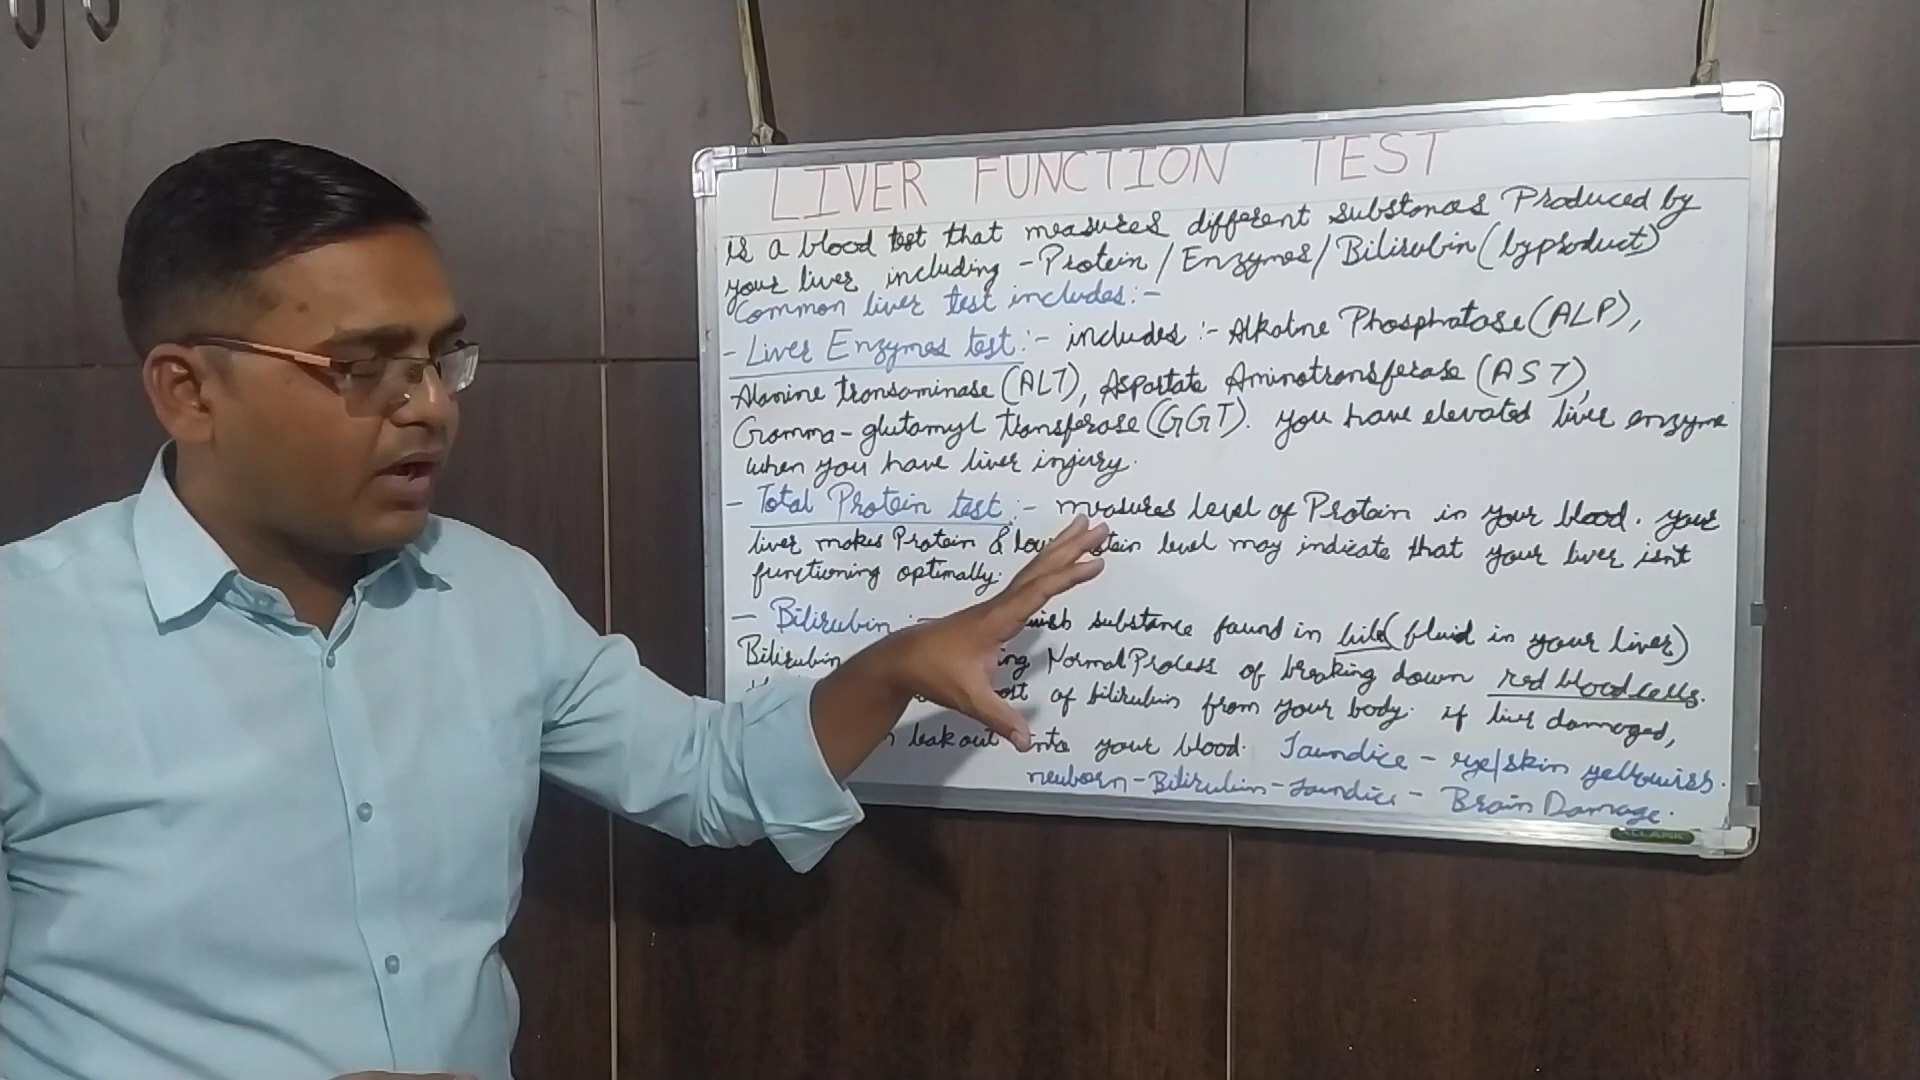 LIVER FUNCTION TEST
is a blood test that measures different substances Produced by
your liver including - Protein / Enzymes / Bilirubin (byproduct)
Common liver test includes:-
- Liver Enzymes test:- includes:- Alkaline Phosphatase (ALP),
Alanine transaminase (ALT), Aspartate Aminotransferase (AST),
Gamma-glutamyl transferase (GGT). you have elevated liver enzyme
when you have liver injury.
- Total Protein test:- measures level of Protein in your blood. your
liver makes Protein & low level may indicate that your liver isn't
functioning optimally.
- Bilirubin:- substance found in bile (fluid in your liver)
Bilirubin Normal Process of breaking down red blood cells.
of bilirubin from your body. if liver damaged,
leak out into your blood. Jaundice - eye/skin yellowish.
newborn - Bilirubin - Jaundice - Brain Damage.